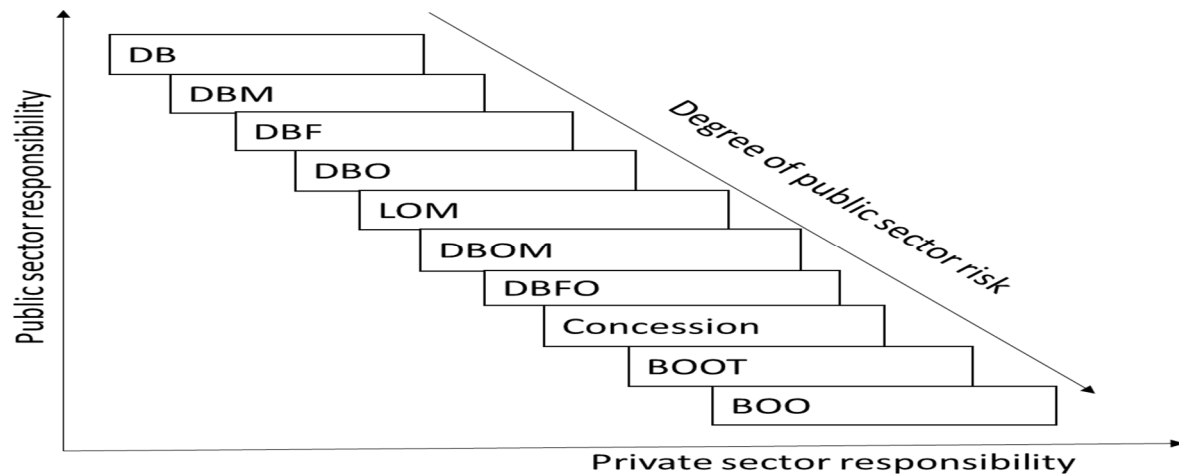 Public sector responsibility
DB
DBM
DBF
DBO
LOM
DBOM
DBFO
Concession
BOOT
BOO
Degree of public sector risk
Private sector responsibility